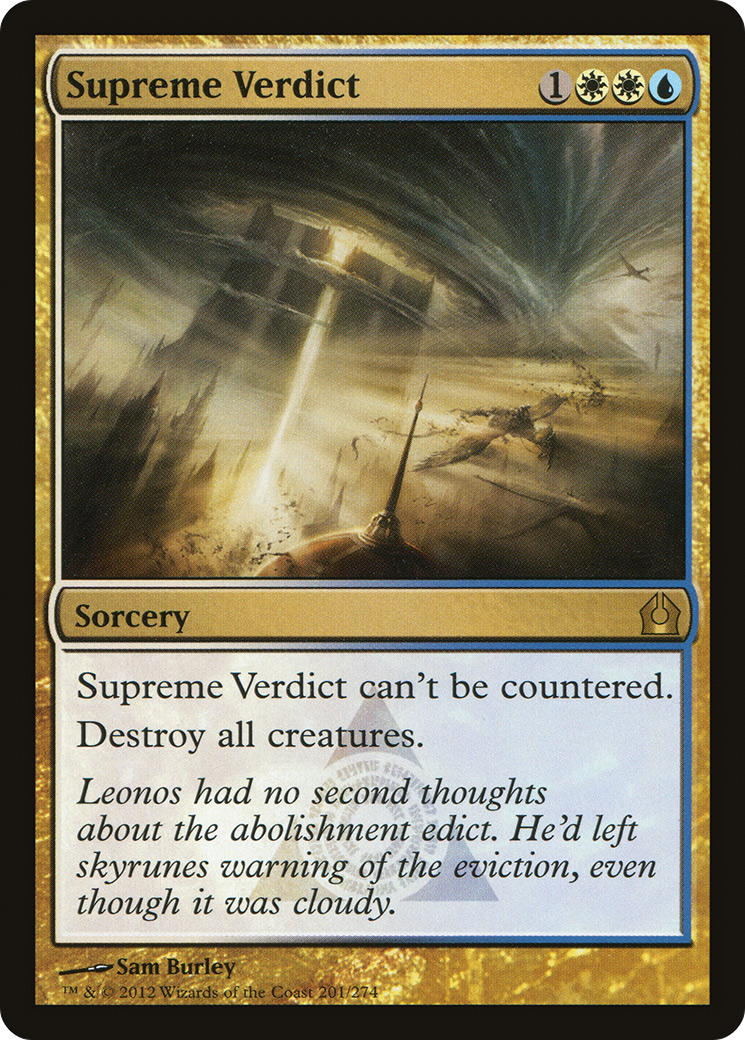 Supreme Verdict 1
Sorcery
Supreme Verdict can't be countered.
Destroy all creatures.
Leonos had no second thoughts
about the abolishment edict. He'd left
skyrunes warning of the eviction, even
though it was cloudy.
Sam Burley
™ & © 2012 Wizards of the Coast 201/274